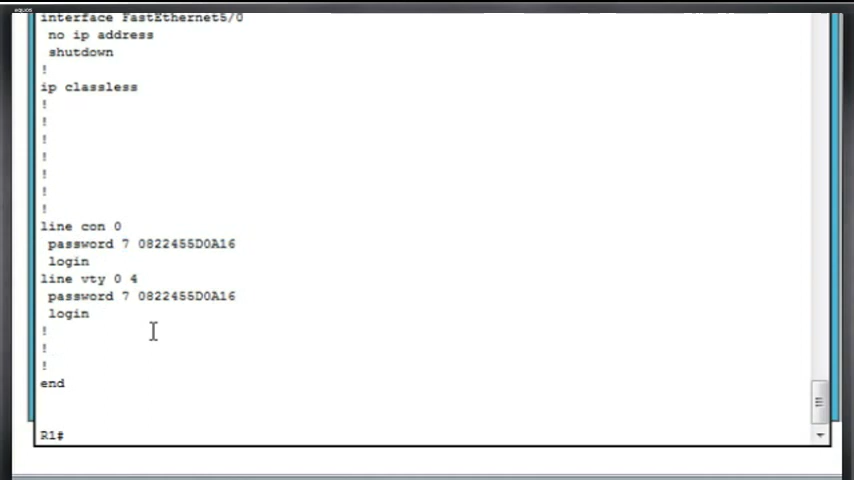 equos
interface FastEthernet5/0
no ip address
shutdown
!
ip classless
!
!
!
!
!
!
!
line con 0
password 7 0822455D0A16
login
line vty 0 4
password 7 0822455D0A16
login
!
!
!
end
R1#